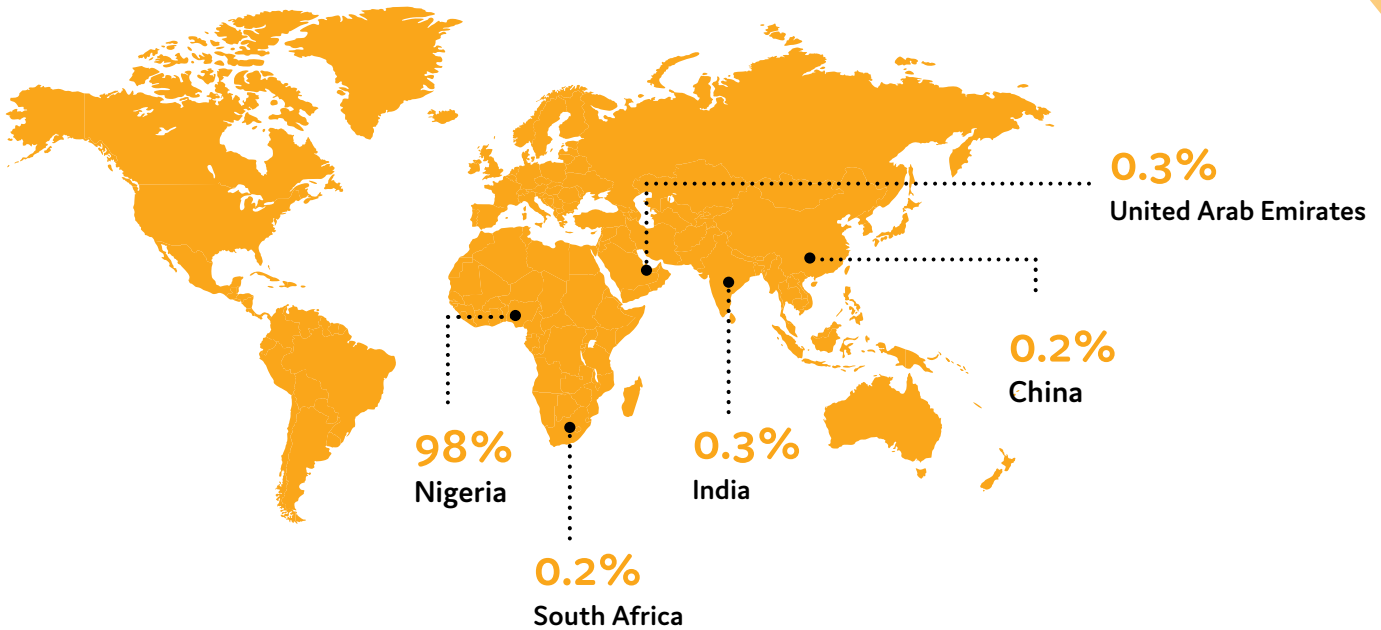 0.3%
United Arab Emirates
0.2%
China
98%
Nigeria
0.3%
India
0.2%
South Africa